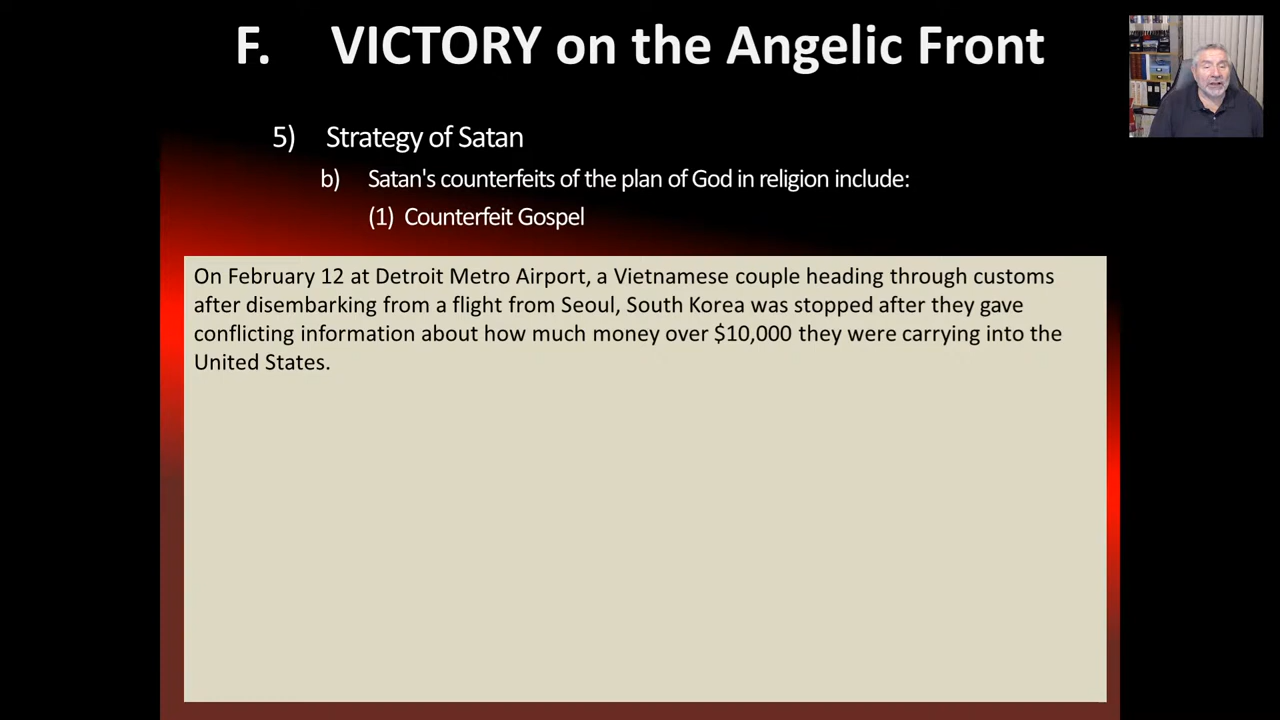 F. VICTORY on the Angelic Front
5) Strategy of Satan
b) Satan's counterfeits of the plan of God in religion include:
(1) Counterfeit Gospel
On February 12 at Detroit Metro Airport, a Vietnamese couple heading through customs
after disembarking from a flight from Seoul, South Korea was stopped after they gave
conflicting information about how much money over $10,000 they were carrying into the
United States.